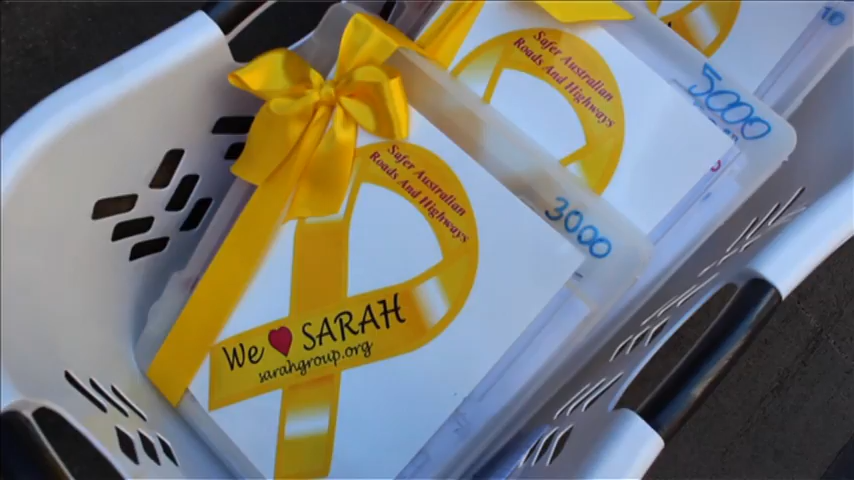 Safer Australian
Roads And Highways
We ❤ SARAH
sarahgroup.org
3000
Safer Australian
Roads And Highways
5000
10